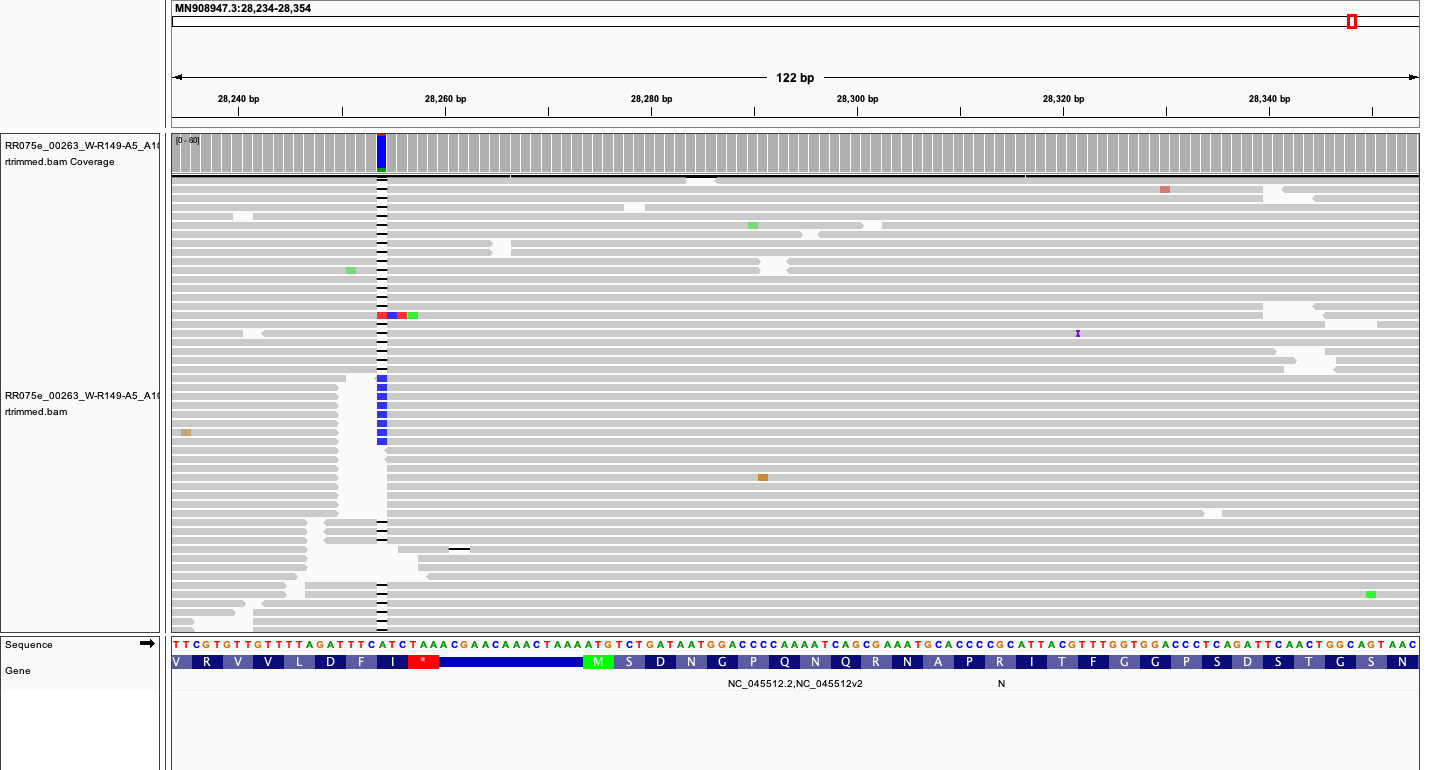 MN908947.3:28,234-28,354
122 bp
28,240 bp 28,260 bp 28,280 bp 28,300 bp 28,320 bp 28,340 bp
[0 - 60]
RR075e_00263_W-R149-A5_A10
rtrimmed.bam Coverage
RR075e_00263_W-R149-A5_A10
rtrimmed.bam
Sequence
TTCGTGTTGTTTTAGATTTCATCTAAACGAACAAACTAAAATGTCTGATAATGGACCCCAAAATCAGCGAAATGCACCCCGCATTACGTTTGGTGGACCCTCAGATTCAACTGGCAGTAAC
Gene
V R V V L D F I * M S D N G P Q N Q R N A P R I T F G G P S D S T G S N
NC_045512.2,NC_045512v2 N